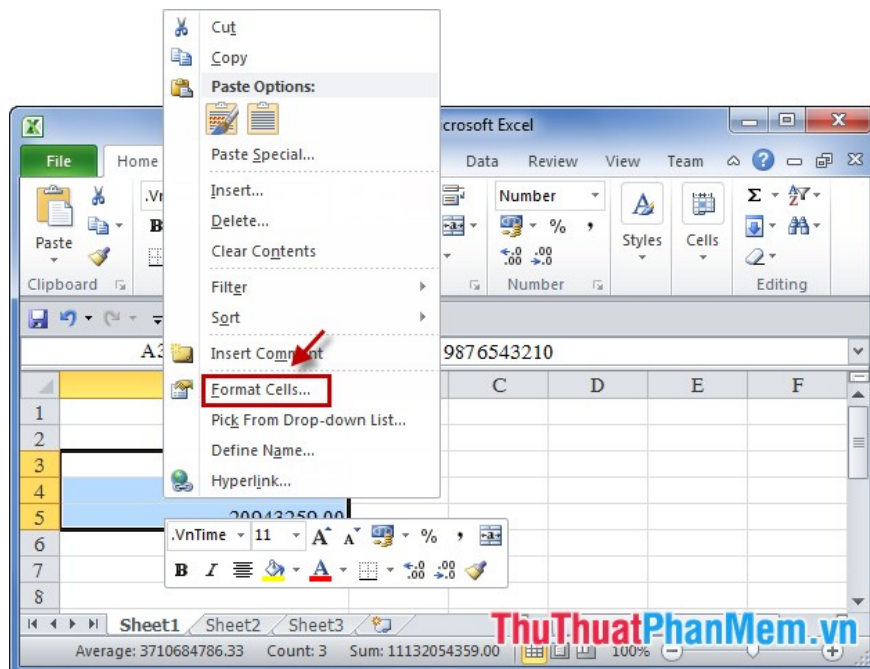 Cut
Copy
Paste Options:
Paste Special...
Insert...
Delete...
Clear Contents
Filter
Sort
Insert Comment
Format Cells...
Pick From Drop-down List...
Define Name...
Hyperlink...
crosoft Excel
File Home Data Review View Team
.Vn Number
Paste B % , Styles Cells Σ
Clipboard Number Editing
A3 9876543210
C D E F
1
2
3
4
5 20943259.00
6
7
8
.VnTime 11 A A % ,
B I A
Sheet1 Sheet2 Sheet3
ThuThuatPhanMem.vn
Average: 3710684786.33 Count: 3 Sum: 11132054359.00 100%